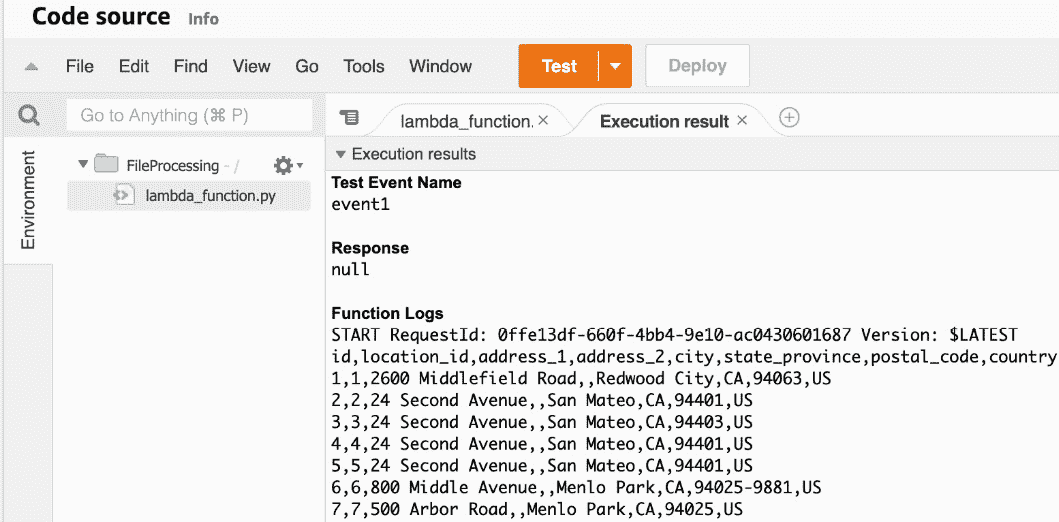 Code source Info
File Edit Find View Go Tools Window Test Deploy
Go to Anything (⌘ P)
lambda_function. × Execution result ×
Environment
FileProcessing - /
lambda_function.py
Execution results
Test Event Name
event1
Response
null
Function Logs
START RequestId: 0ffe13df-660f-4bb4-9e10-ac0430601687 Version: $LATEST
id,location_id,address_1,address_2,city,state_province,postal_code,country
1,1,2600 Middlefield Road,,Redwood City,CA,94063,US
2,2,24 Second Avenue,,San Mateo,CA,94401,US
3,3,24 Second Avenue,,San Mateo,CA,94403,US
4,4,24 Second Avenue,,San Mateo,CA,94401,US
5,5,24 Second Avenue,,San Mateo,CA,94401,US
6,6,800 Middle Avenue,,Menlo Park,CA,94025-9881,US
7,7,500 Arbor Road,,Menlo Park,CA,94025,US